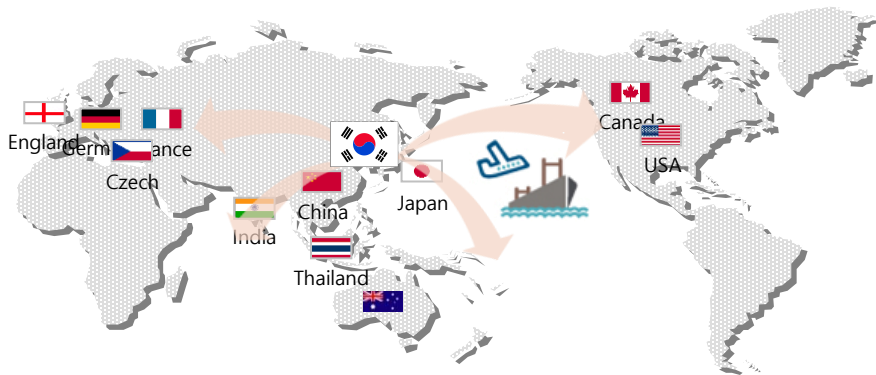 Canada
England
Germ
ance
USA
Czech
Japan
China
India
Thailand